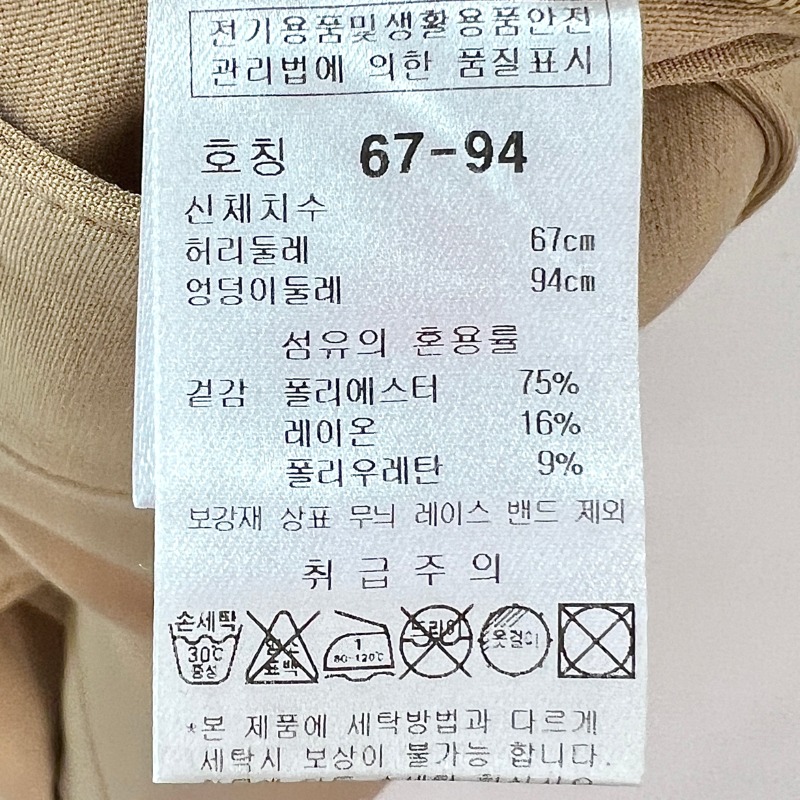 전기용품및생활용품안전
관리법에 의한 품질표시
호칭 67-94
신체치수
허리둘레 67cm
엉덩이둘레 94cm
섬유의 혼용률
겉감 폴리에스터 75%
레이온 16%
폴리우레탄 9%
보강재 상표 무늬 레이스 밴드 제외
취급주의
손세탁 30℃ 중성
염소 표백
1 80-120℃
드라이
옷걸이
*본 제품에 세탁방법과 다르게
세탁시 보상이 불가능 합니다.